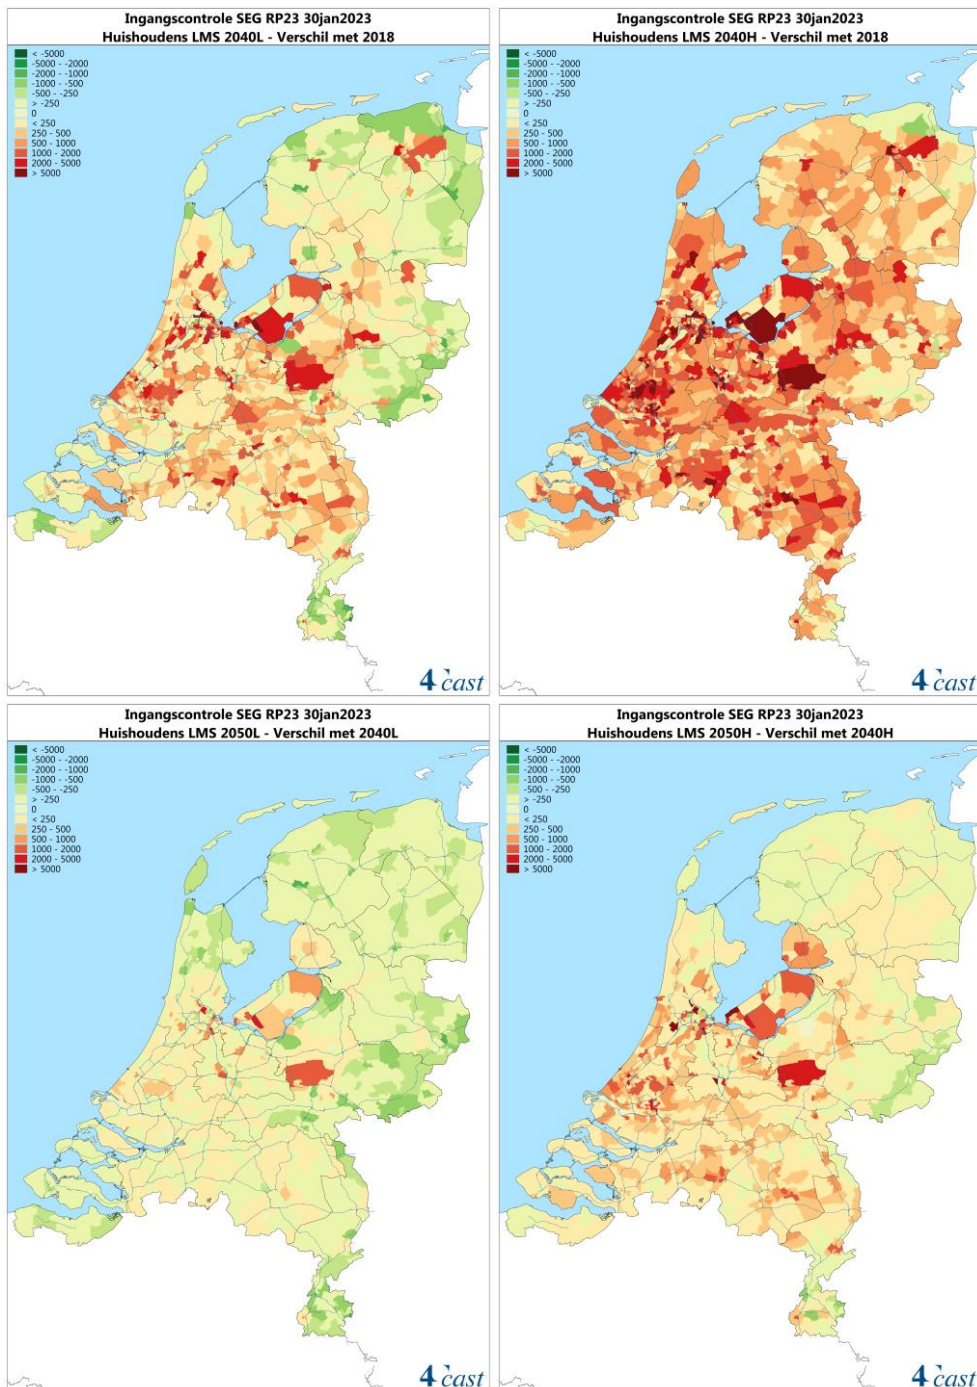 Ingangscontrole SEG RP23 30jan2023
Huishoudens LMS 2040L - Verschil met 2018
< -5000
-5000 - -2000
-2000 - -1000
-1000 - -500
-500 - -250
> -250
0
< 250
250 - 500
500 - 1000
1000 - 2000
2000 - 5000
> 5000
4cast
Ingangscontrole SEG RP23 30jan2023
Huishoudens LMS 2040H - Verschil met 2018
< -5000
-5000 - -2000
-2000 - -1000
-1000 - -500
-500 - -250
> -250
0
< 250
250 - 500
500 - 1000
1000 - 2000
2000 - 5000
> 5000
4cast
Ingangscontrole SEG RP23 30jan2023
Huishoudens LMS 2050L - Verschil met 2040L
< -5000
-5000 - -2000
-2000 - -1000
-1000 - -500
-500 - -250
> -250
0
< 250
250 - 500
500 - 1000
1000 - 2000
2000 - 5000
> 5000
4cast
Ingangscontrole SEG RP23 30jan2023
Huishoudens LMS 2050H - Verschil met 2040H
< -5000
-5000 - -2000
-2000 - -1000
-1000 - -500
-500 - -250
> -250
0
< 250
250 - 500
500 - 1000
1000 - 2000
2000 - 5000
> 5000
4cast